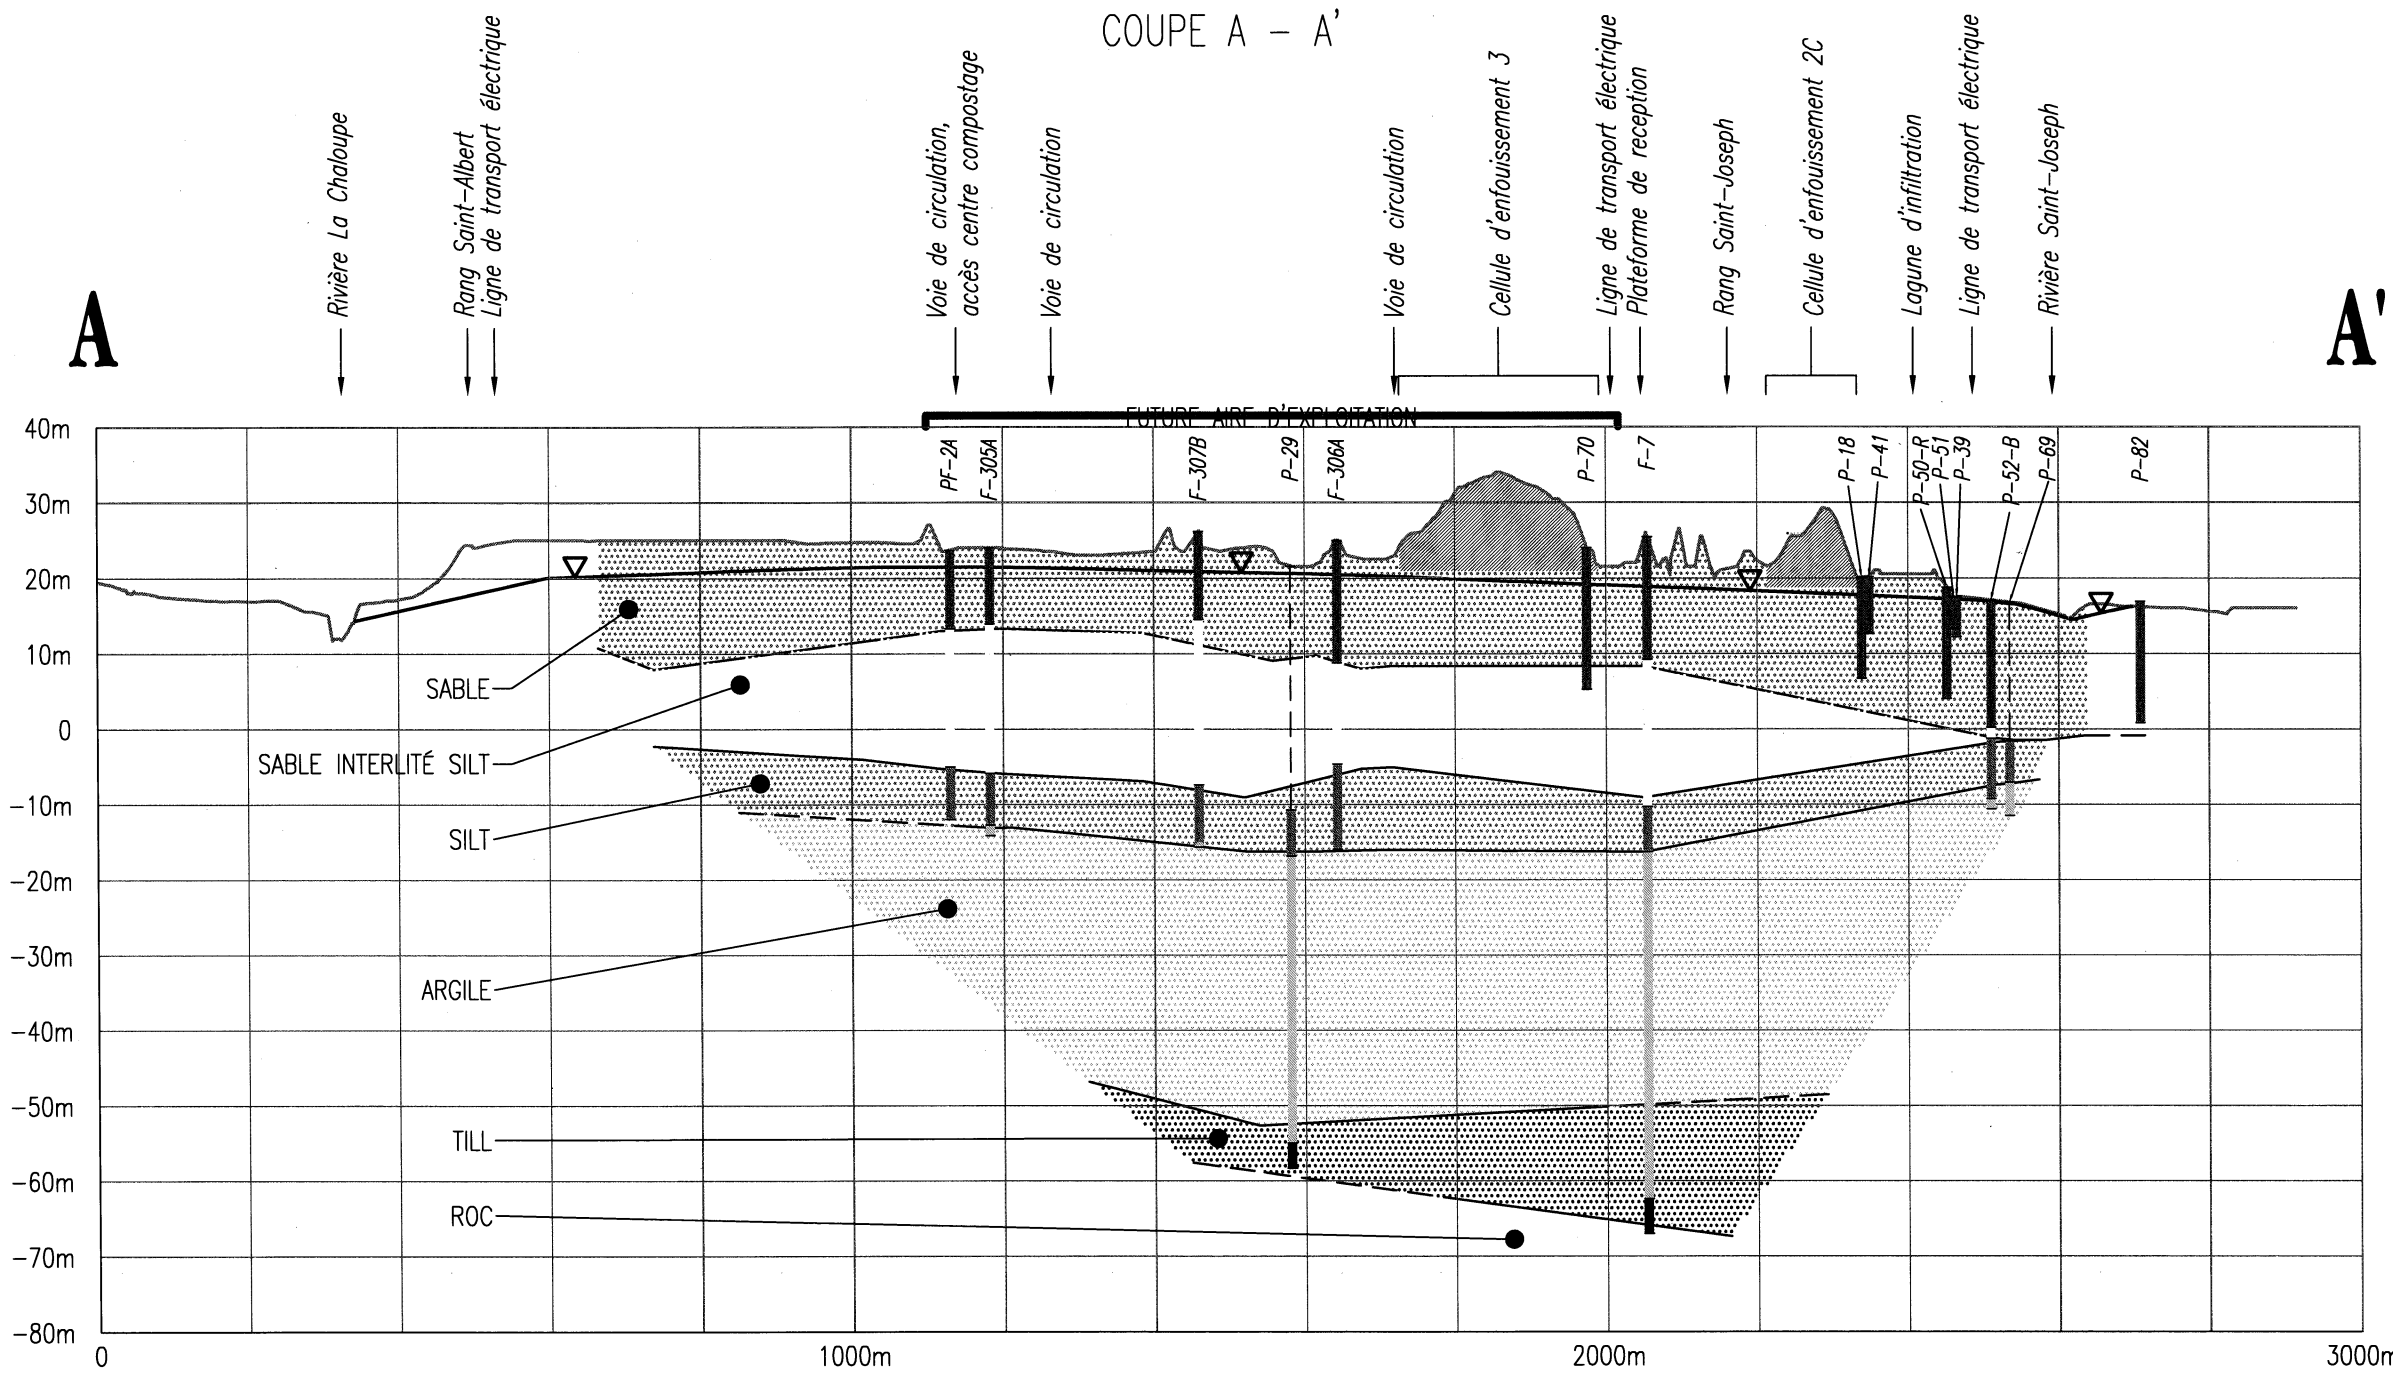 COUPE A - A'
Rivière La Chaloupe
Rang Saint-Albert
Ligne de transport électrique
Voie de circulation,
accès centre compostage
Voie de circulation
Voie de circulation
Cellule d'enfouissement 3
Ligne de transport électrique
Plateforme de reception
Rang Saint-Joseph
Cellule d'enfouissement 2C
Lagune d'infiltration
Ligne de transport électrique
Rivière Saint-Joseph
A
A'
FUTURE AIRE D'EXPLOITATION
PF-2A
F-305A
F-307B
P-29
F-306A
P-70
F-7
P-18
P-41
P-50-R
P-51
P-39
P-52-B
P-69
P-82
40m
30m
20m
10m
0
-10m
-20m
-30m
-40m
-50m
-60m
-70m
-80m
SABLE
SABLE INTERLITÉ SILT
SILT
ARGILE
TILL
ROC
0
1000m
2000m
3000m